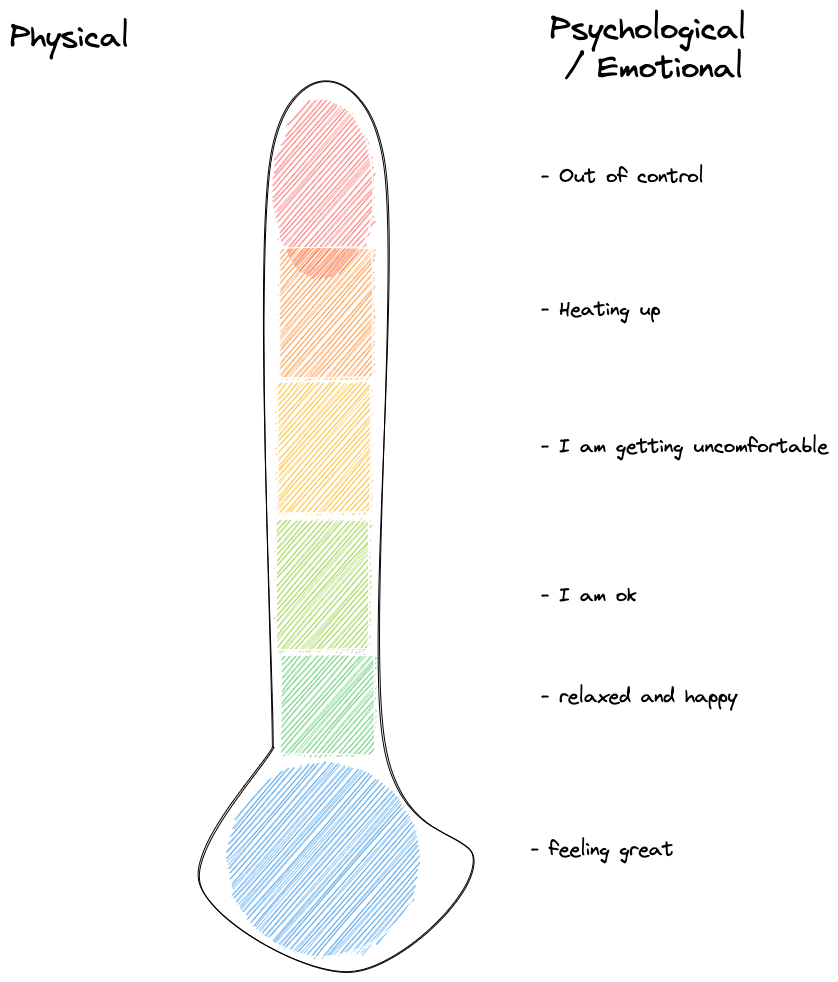 Physical
Psychological
/ Emotional
- Out of control
- Heating up
- I am getting uncomfortable
- I am ok
- relaxed and happy
- feeling great